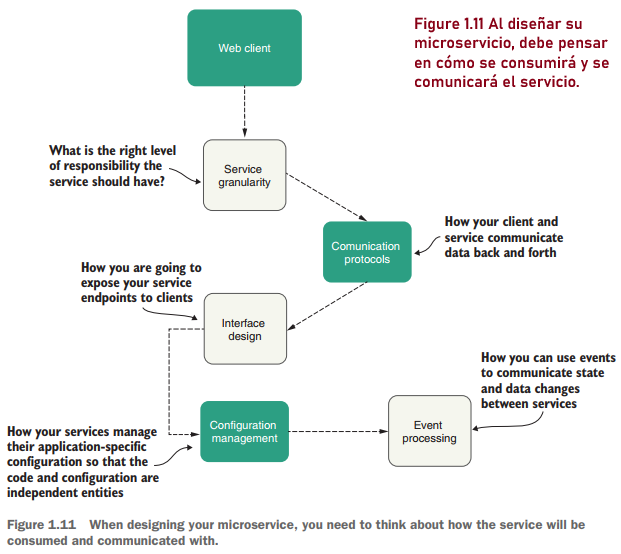 Web client
Figure 1.11 Al diseñar su
microservicio, debe pensar
en cómo se consumirá y se
comunicará el servicio.
What is the right level
of responsibility the
service should have?
Service
granularity
How your client and
service communicate
data back and forth
Comunication
protocols
How you are going to
expose your service
endpoints to clients
Interface
design
How you can use events
to communicate state
and data changes
between services
How your services manage
their application-specific
configuration so that the
code and configuration are
independent entities
Configuration
management
Event
processing
Figure 1.11 When designing your microservice, you need to think about how the service will be
consumed and communicated with.